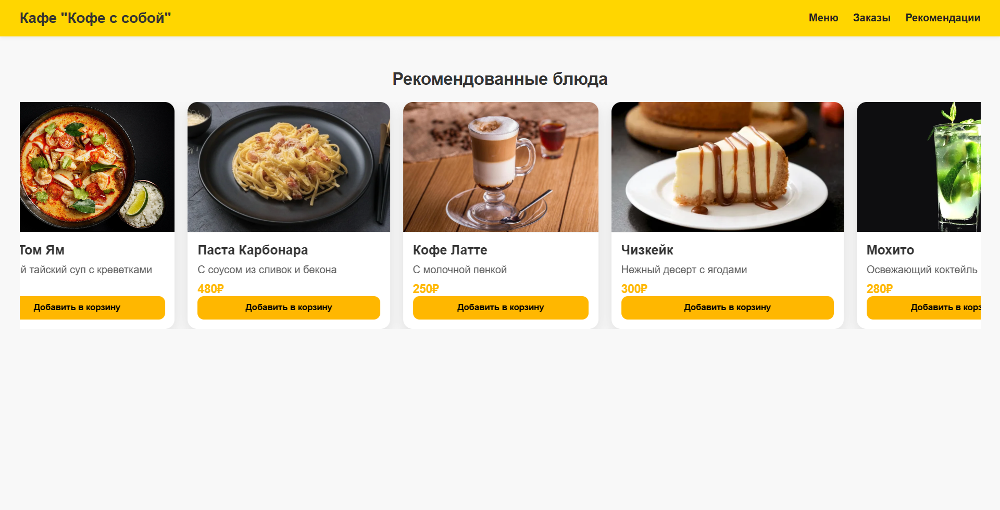 Кафе "Кофе с собой"
Меню Заказы Рекомендации
Рекомендованные блюда
Том Ям
й тайский суп с креветками
Добавить в корзину
Паста Карбонара
С соусом из сливок и бекона
480₽
Добавить в корзину
Кофе Латте
С молочной пенкой
250₽
Добавить в корзину
Чизкейк
Нежный десерт с ягодами
300₽
Добавить в корзину
Мохито
Освежающий коктейль
280₽
Добавить в корз